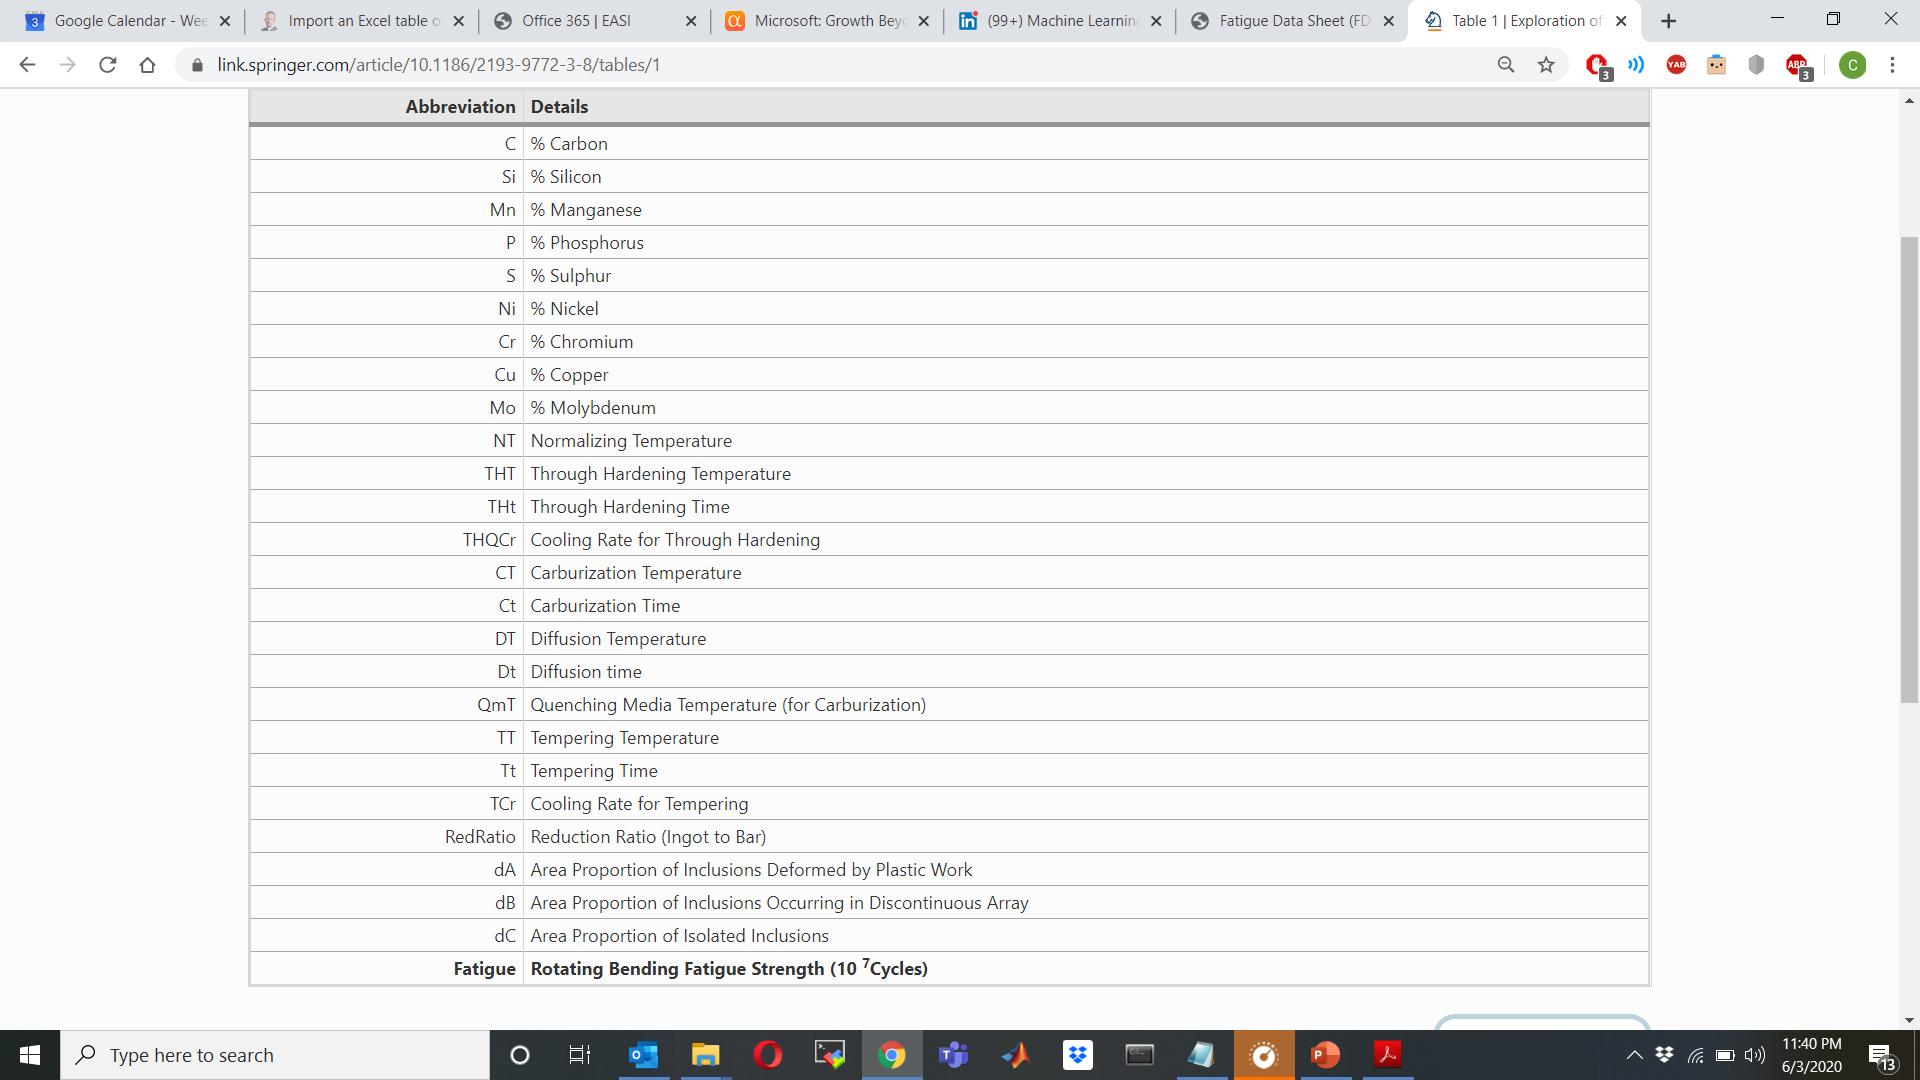 Google Calendar - Wee
Import an Excel table o
Office 365 | EASI
Microsoft: Growth Bey
(99+) Machine Learnin
Fatigue Data Sheet (FD
Table 1 | Exploration of
link.springer.com/article/10.1186/2193-9772-3-8/tables/1
Abbreviation Details
C % Carbon
Si % Silicon
Mn % Manganese
P % Phosphorus
S % Sulphur
Ni % Nickel
Cr % Chromium
Cu % Copper
Mo % Molybdenum
NT Normalizing Temperature
THT Through Hardening Temperature
THt Through Hardening Time
THQCr Cooling Rate for Through Hardening
CT Carburization Temperature
Ct Carburization Time
DT Diffusion Temperature
Dt Diffusion time
QmT Quenching Media Temperature (for Carburization)
TT Tempering Temperature
Tt Tempering Time
TCr Cooling Rate for Tempering
RedRatio Reduction Ratio (Ingot to Bar)
dA Area Proportion of Inclusions Deformed by Plastic Work
dB Area Proportion of Inclusions Occurring in Discontinuous Array
dC Area Proportion of Isolated Inclusions
Fatigue Rotating Bending Fatigue Strength (10 ⁷Cycles)
Type here to search
11:40 PM
6/3/2020
13